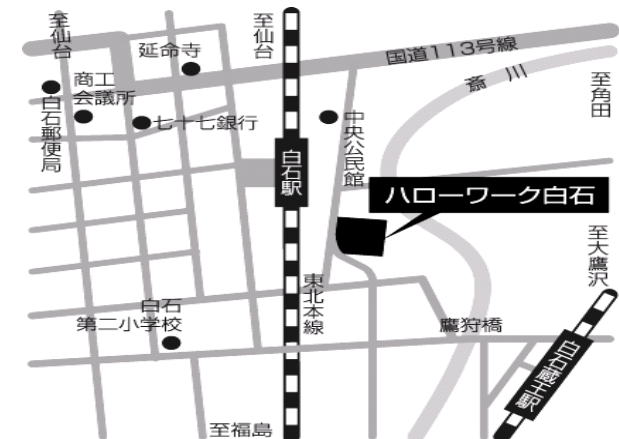 至仙台
至仙台
延命寺
国道113号線
斎川
至角田
商工
会議所
白石郵便局
七十七銀行
中央公民館
白石駅
ハローワーク白石
至大鷹沢
東北本線
白石
第二小学校
鷹狩橋
白石蔵王駅
至福島